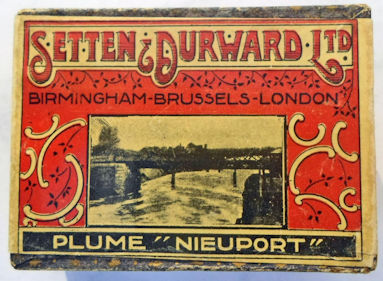 SETTEN & DURWARD·LTD
BIRMINGHAM-BRUSSELS-LONDON
PLUME "NIEUPORT"